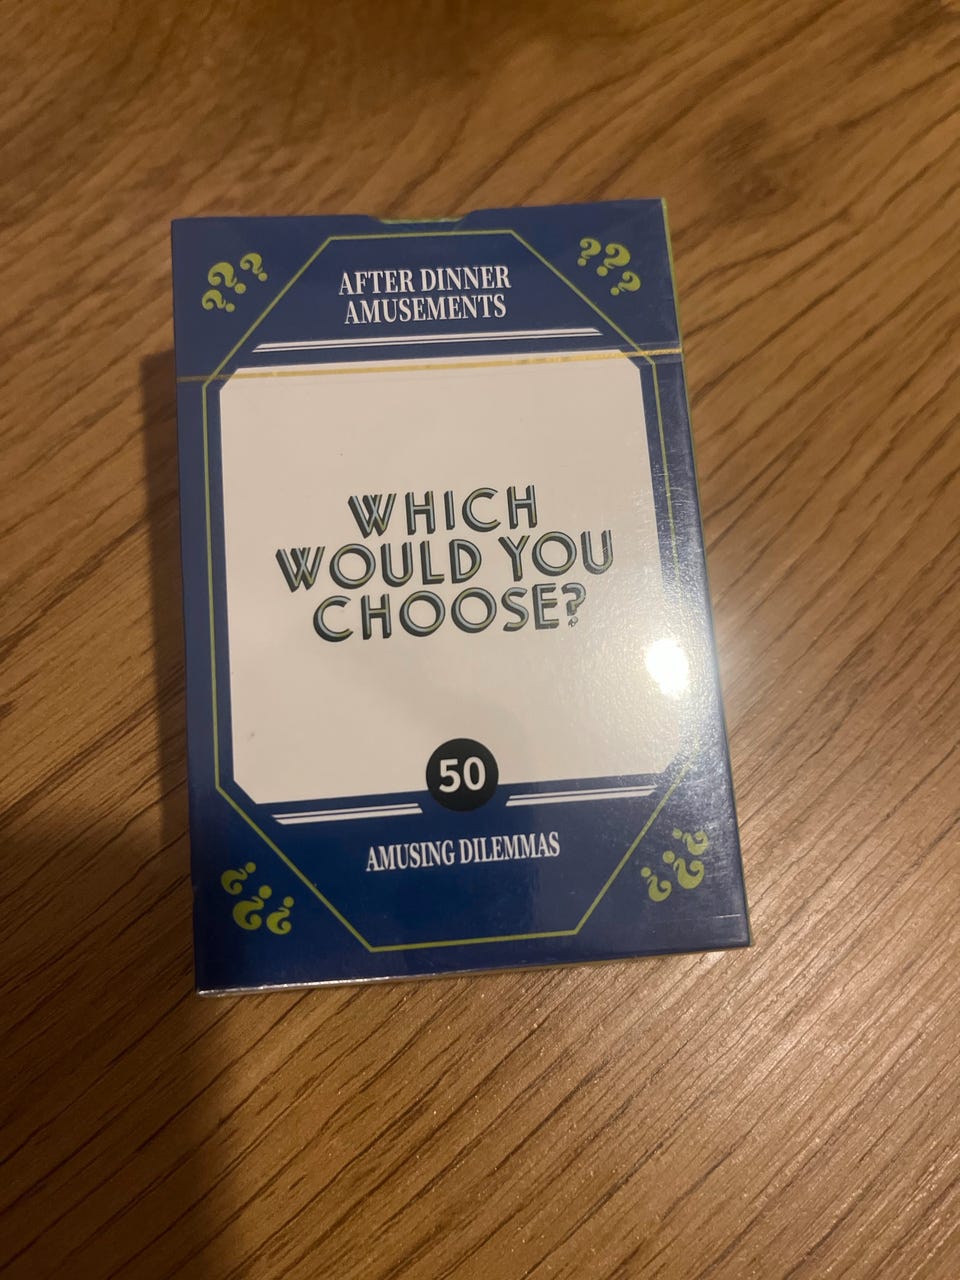 AFTER DINNER
AMUSEMENTS
WHICH
WOULD YOU
CHOOSE?
50
AMUSING DILEMMAS